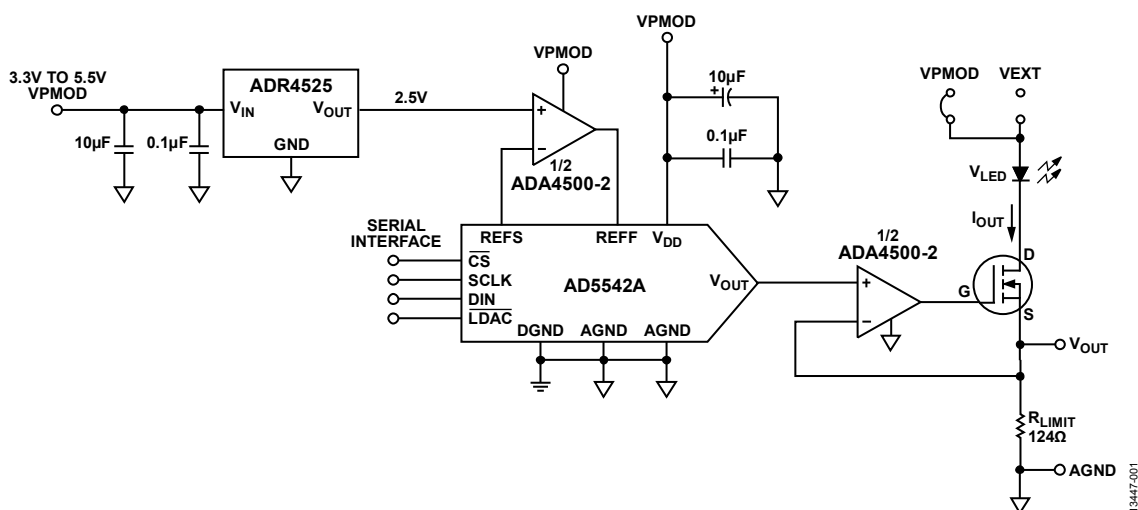 3.3V TO 5.5V
VPMOD
10µF
0.1µF
ADR4525
VIN
VOUT
GND
2.5V
VPMOD
+
−
1/2
ADA4500-2
VPMOD
+
10µF
0.1µF
SERIAL
INTERFACE
REFS
REFF
VDD
CS
SCLK
DIN
LDAC
AD5542A
VOUT
DGND
AGND
AGND
1/2
ADA4500-2
+
−
VPMOD
VEXT
VLED
IOUT
D
G
S
VOUT
RLIMIT
124Ω
AGND
13447-001